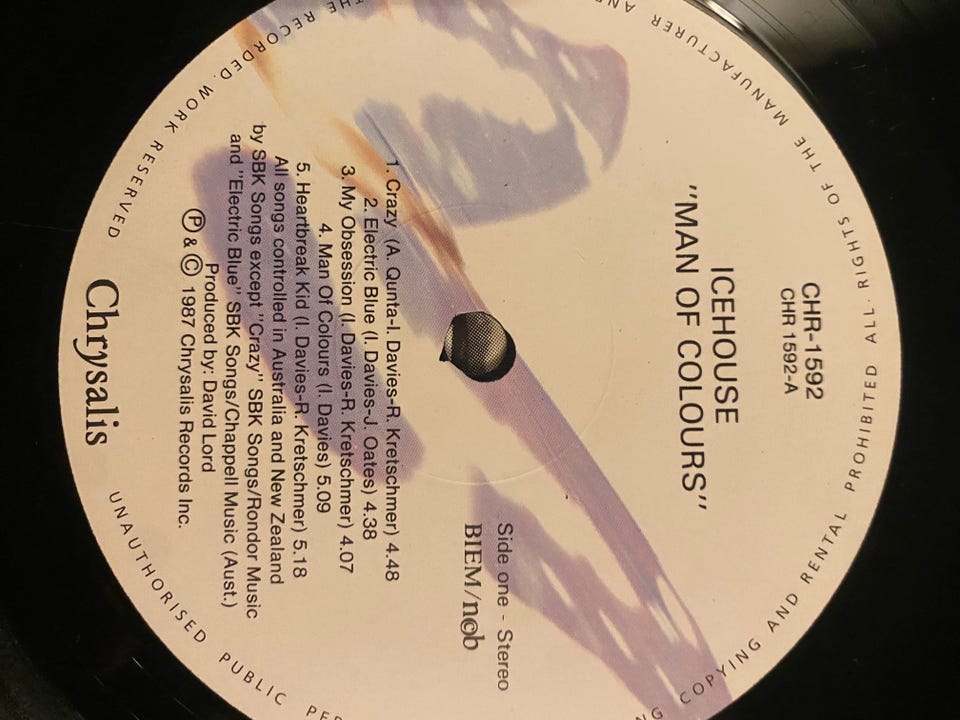 CHR-1592
CHR 1592-A
ICEHOUSE
"MAN OF COLOURS"
Side one - Stereo
BIEM/n©b
1. Crazy (A. Qunta-I. Davies-R. Kretschmer) 4.48
2. Electric Blue (I. Davies-J. Oates) 4.38
3. My Obsession (I. Davies-R. Kretschmer) 4.07
4. Man Of Colours (I. Davies) 5.09
5. Heartbreak Kid (I. Davies-R. Kretschmer) 5.18
All songs controlled in Australia and New Zealand
by SBK Songs except "Crazy" SBK Songs/Rondor Music
and "Electric Blue" SBK Songs/Chappell Music (Aust.)
Produced by: David Lord
℗ & © 1987 Chrysalis Records Inc.
Chrysalis
ALL RIGHTS OF THE MANUFACTURER AND
THE RECORDED WORK RESERVED
UNAUTHORISED PUBLIC
COPYING AND RENTAL PROHIBITED